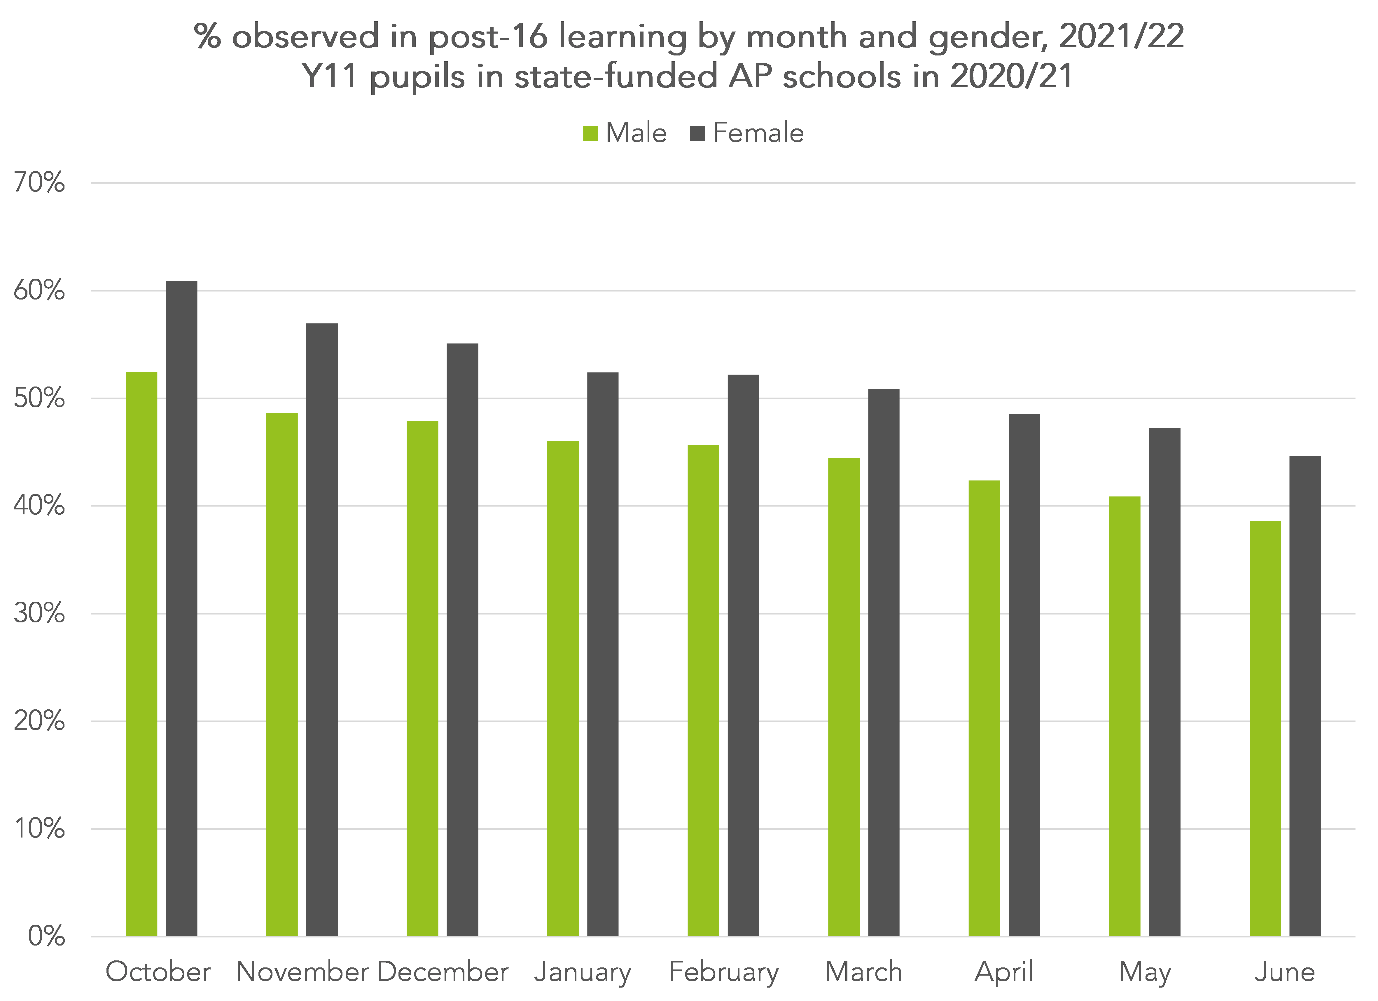 % observed in post-16 learning by month and gender, 2021/22
Y11 pupils in state-funded AP schools in 2020/21
Male Female
70%
60%
50%
40%
30%
20%
10%
0%
October November December January February March April May June